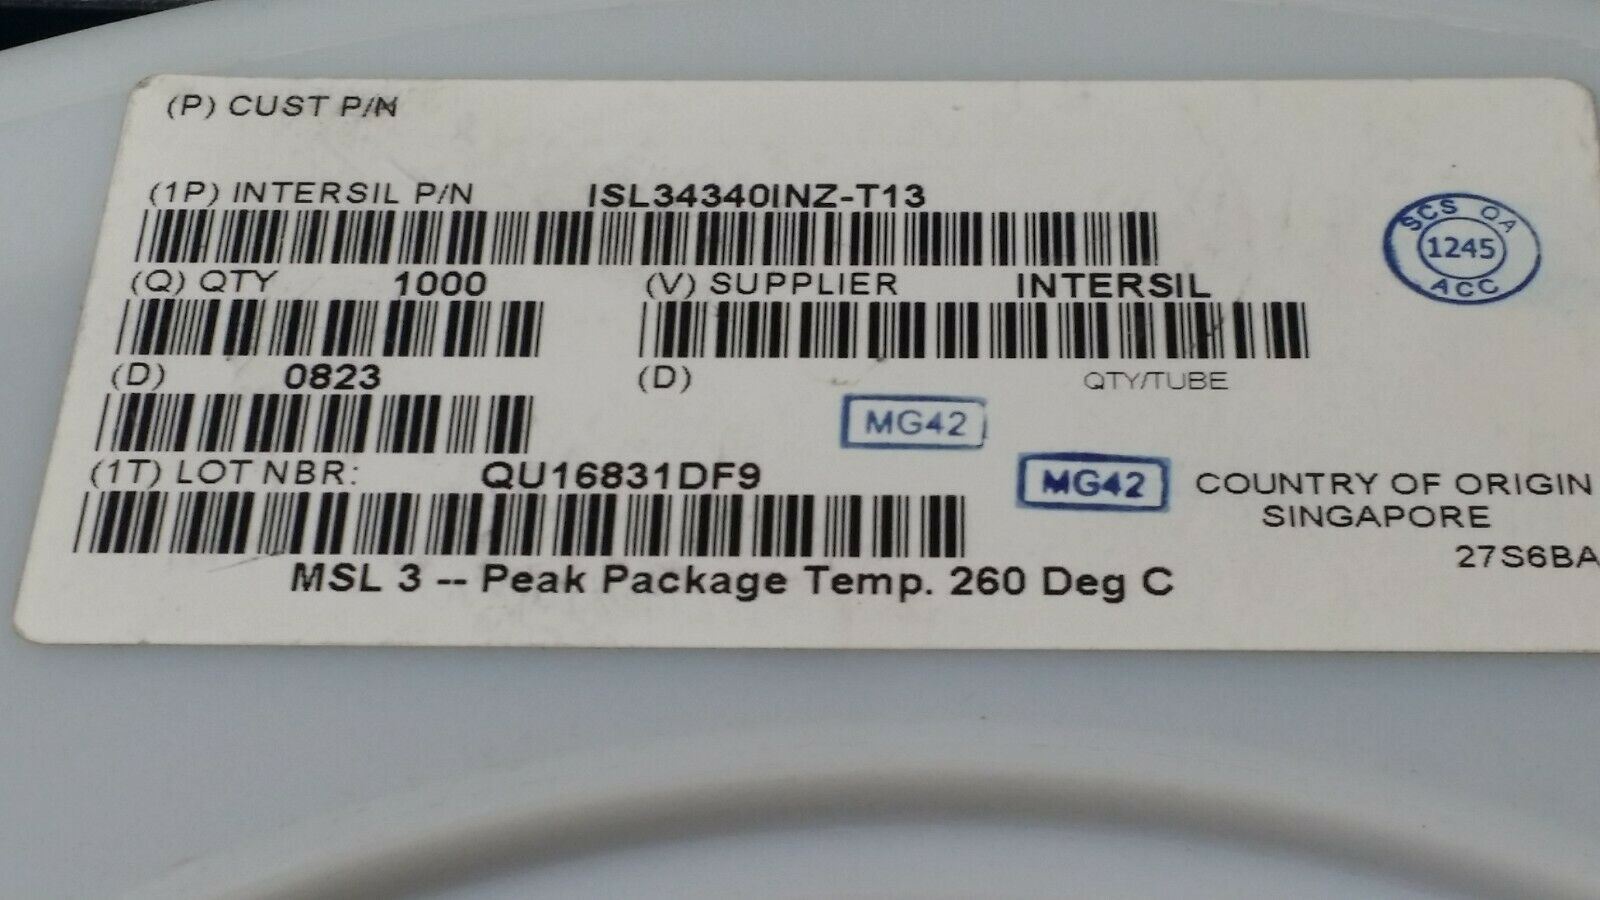 (P) CUST P/N
(1P) INTERSIL P/N ISL34340INZ-T13
(Q) QTY 1000 (V) SUPPLIER INTERSIL
(D) 0823 (D) QTY/TUBE
(1T) LOT NBR: QU16831DF9
MSL 3 -- Peak Package Temp. 260 Deg C
SCS QA
1245
ACC
MG42
MG42
COUNTRY OF ORIGIN
SINGAPORE
27S6BA